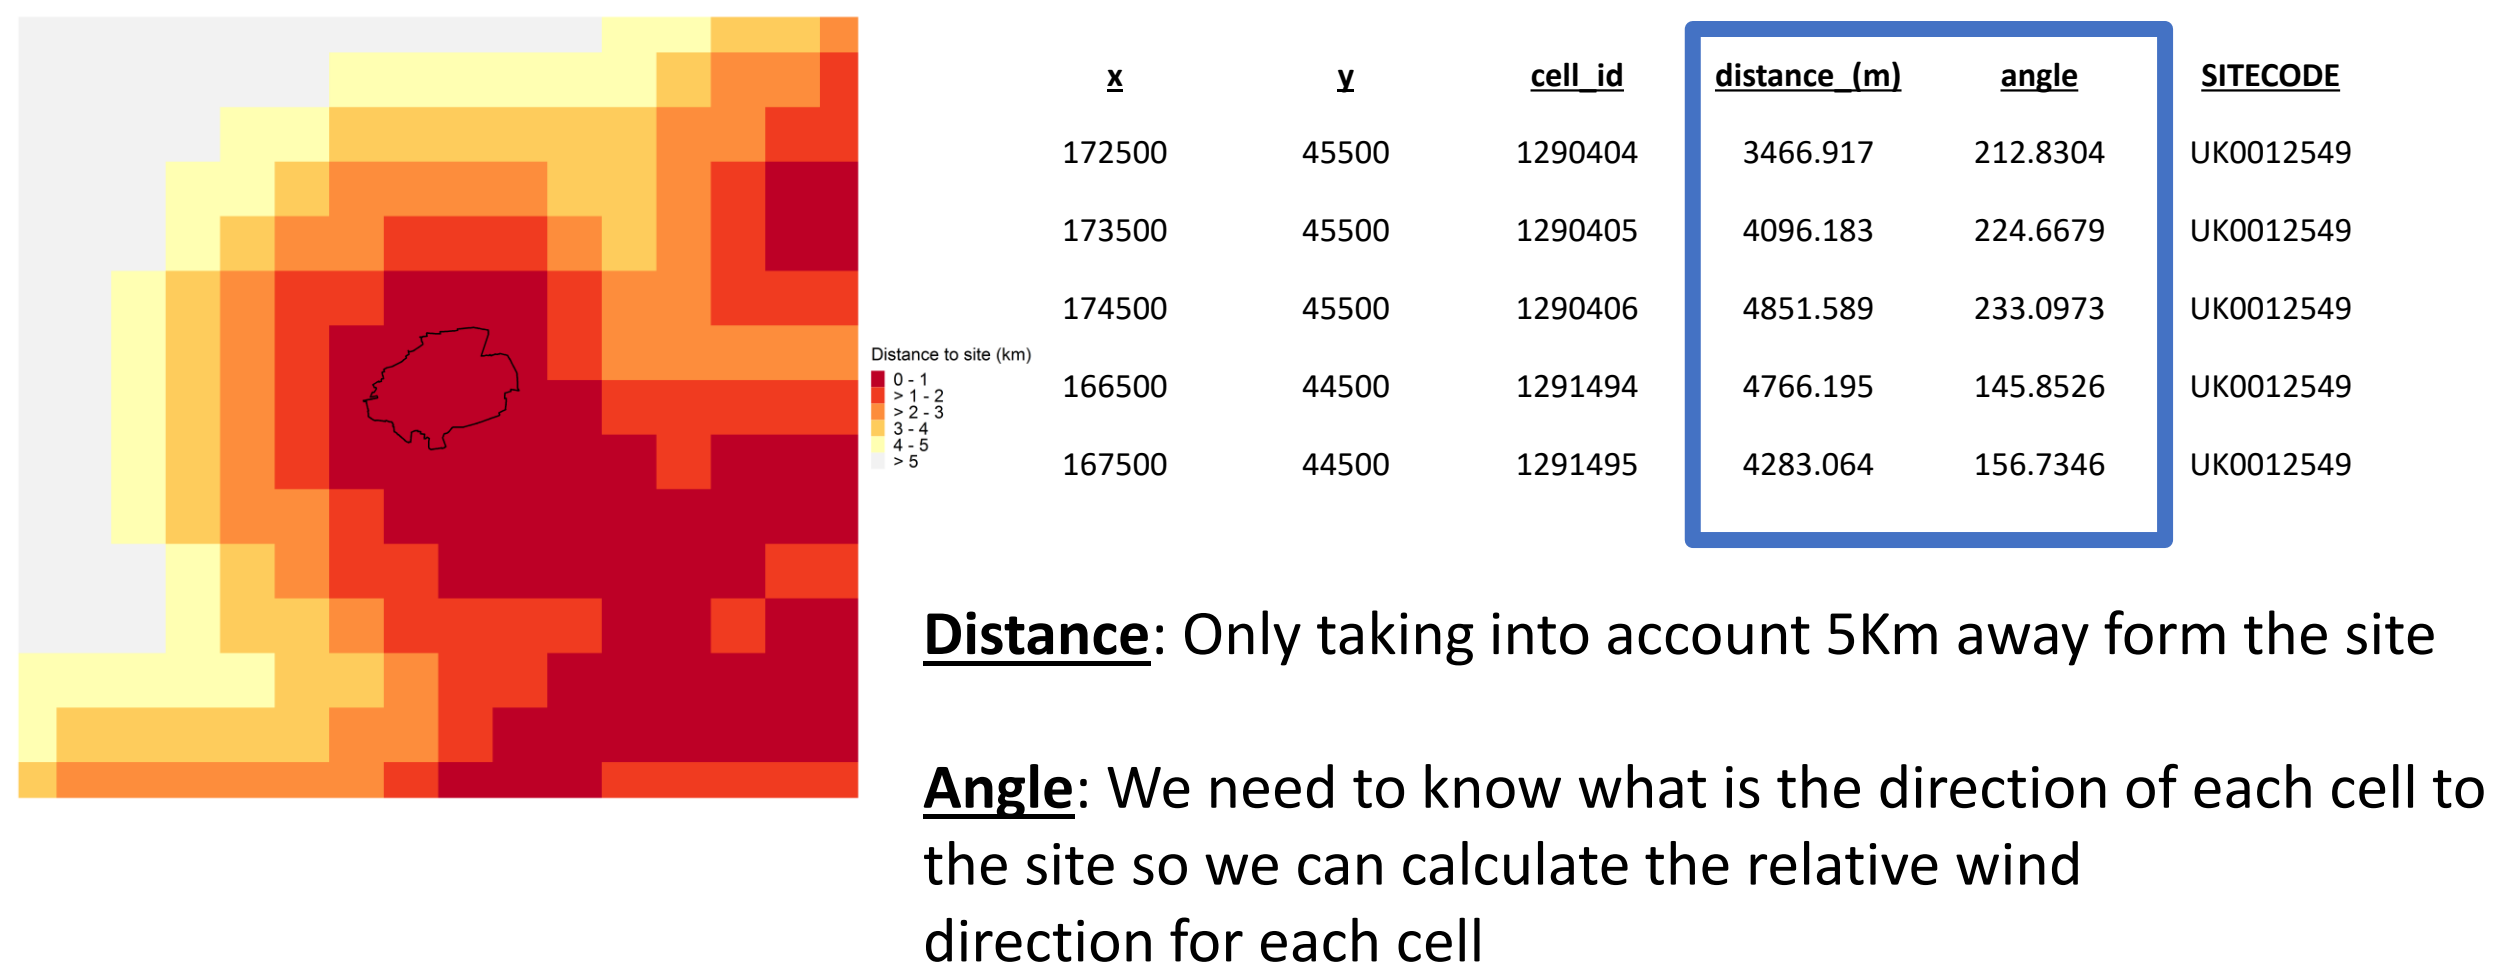 x y cell_id distance_(m) angle SITECODE
172500 45500 1290404 3466.917 212.8304 UK0012549
173500 45500 1290405 4096.183 224.6679 UK0012549
174500 45500 1290406 4851.589 233.0973 UK0012549
166500 44500 1291494 4766.195 145.8526 UK0012549
167500 44500 1291495 4283.064 156.7346 UK0012549
Distance to site (km)
0 - 1
> 1 - 2
> 2 - 3
3 - 4
4 - 5
> 5
Distance: Only taking into account 5Km away form the site
Angle: We need to know what is the direction of each cell to
the site so we can calculate the relative wind
direction for each cell